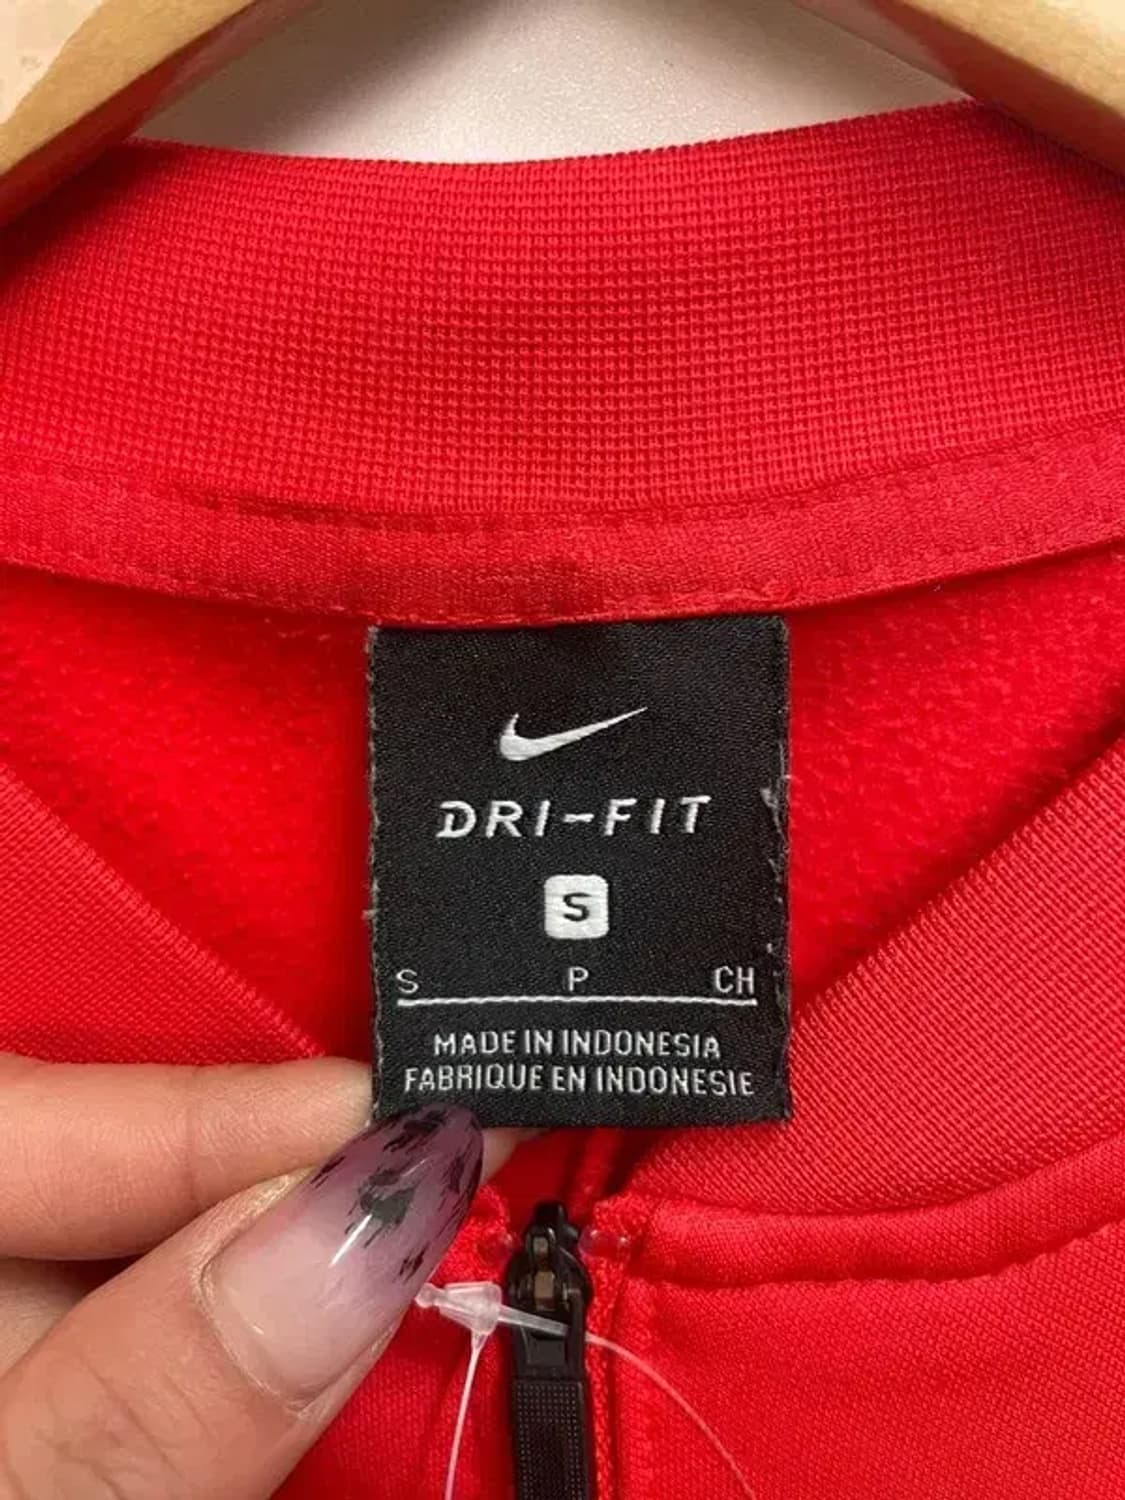 DRI-FIT
S
S P CH
MADE IN INDONESIA
FABRIQUE EN INDONESIE